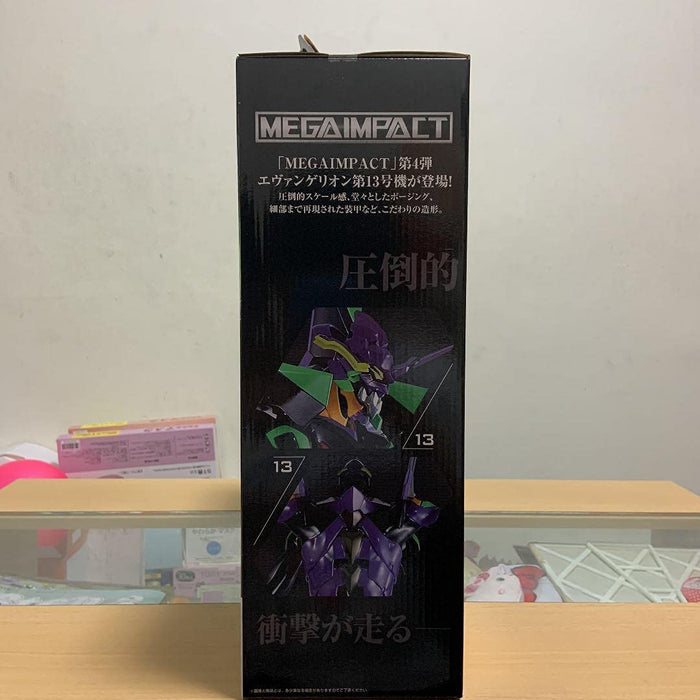 MEGAIMPACT
「MEGAIMPACT」第4弾
エヴァンゲリオン第13号機が登場!
圧倒的スケール感、堂々としたポージング、
細部まで再現された装甲など、こだわりの造形。
圧倒的
13
13
衝撃が走る